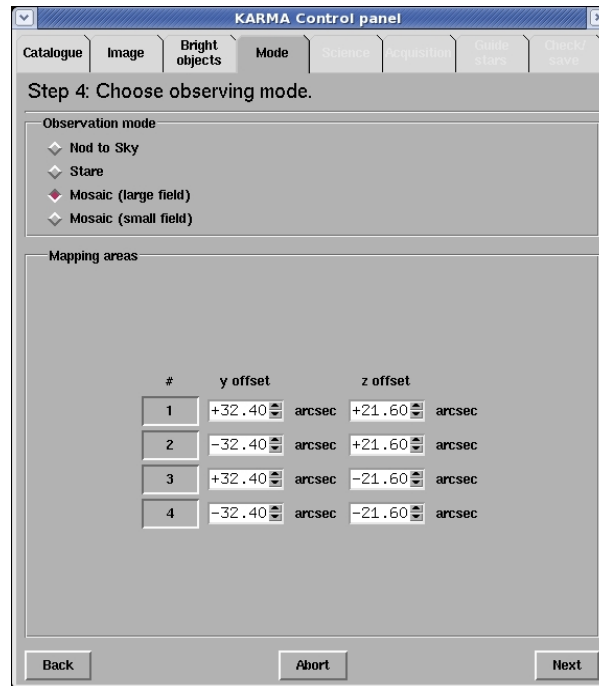 KARMA Control panel
Catalogue Image Bright objects Mode Science Acquisition Guide stars Check/ save
Step 4: Choose observing mode.
Observation mode
Nod to Sky
Stare
Mosaic (large field)
Mosaic (small field)
Mapping areas
# y offset z offset
1 +32.40 arcsec +21.60 arcsec
2 -32.40 arcsec +21.60 arcsec
3 +32.40 arcsec -21.60 arcsec
4 -32.40 arcsec -21.60 arcsec
Back Abort Next